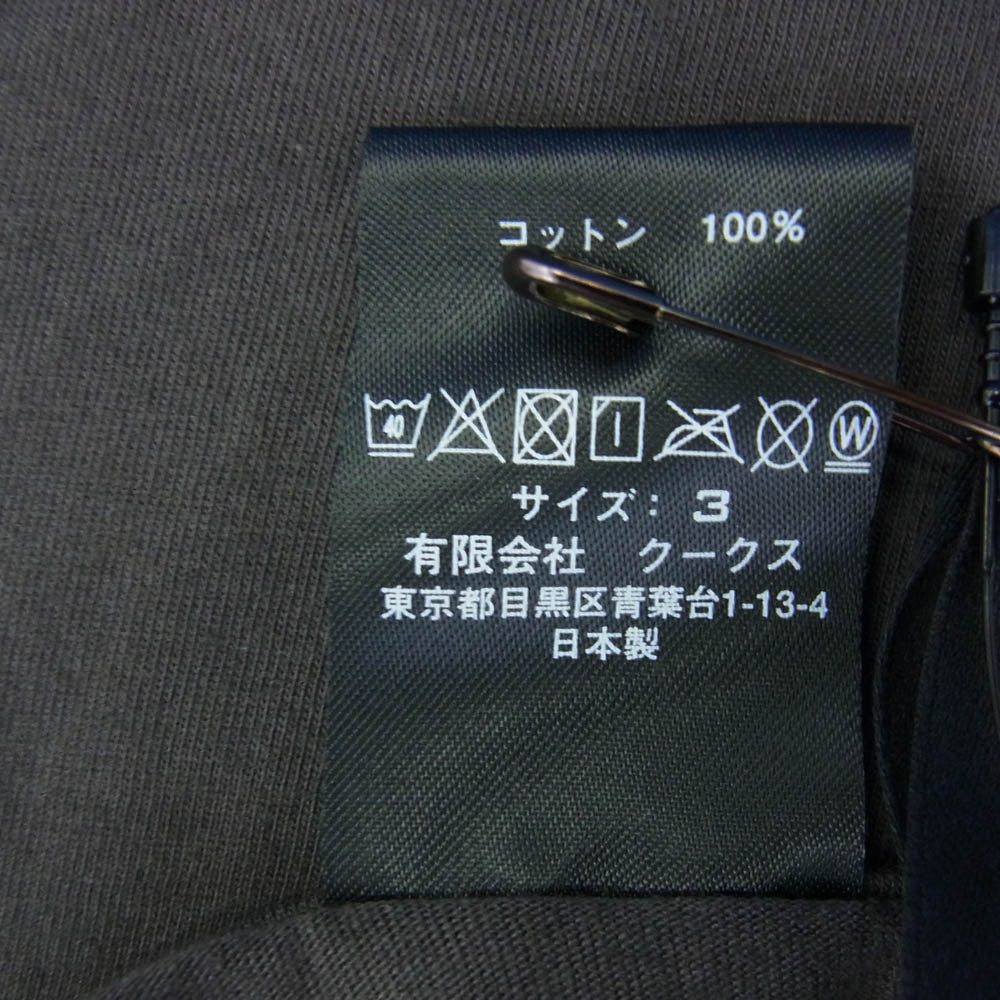 コットン 100%
40 W
サイズ: 3
有限会社 クークス
東京都目黒区青葉台1-13-4
日本製